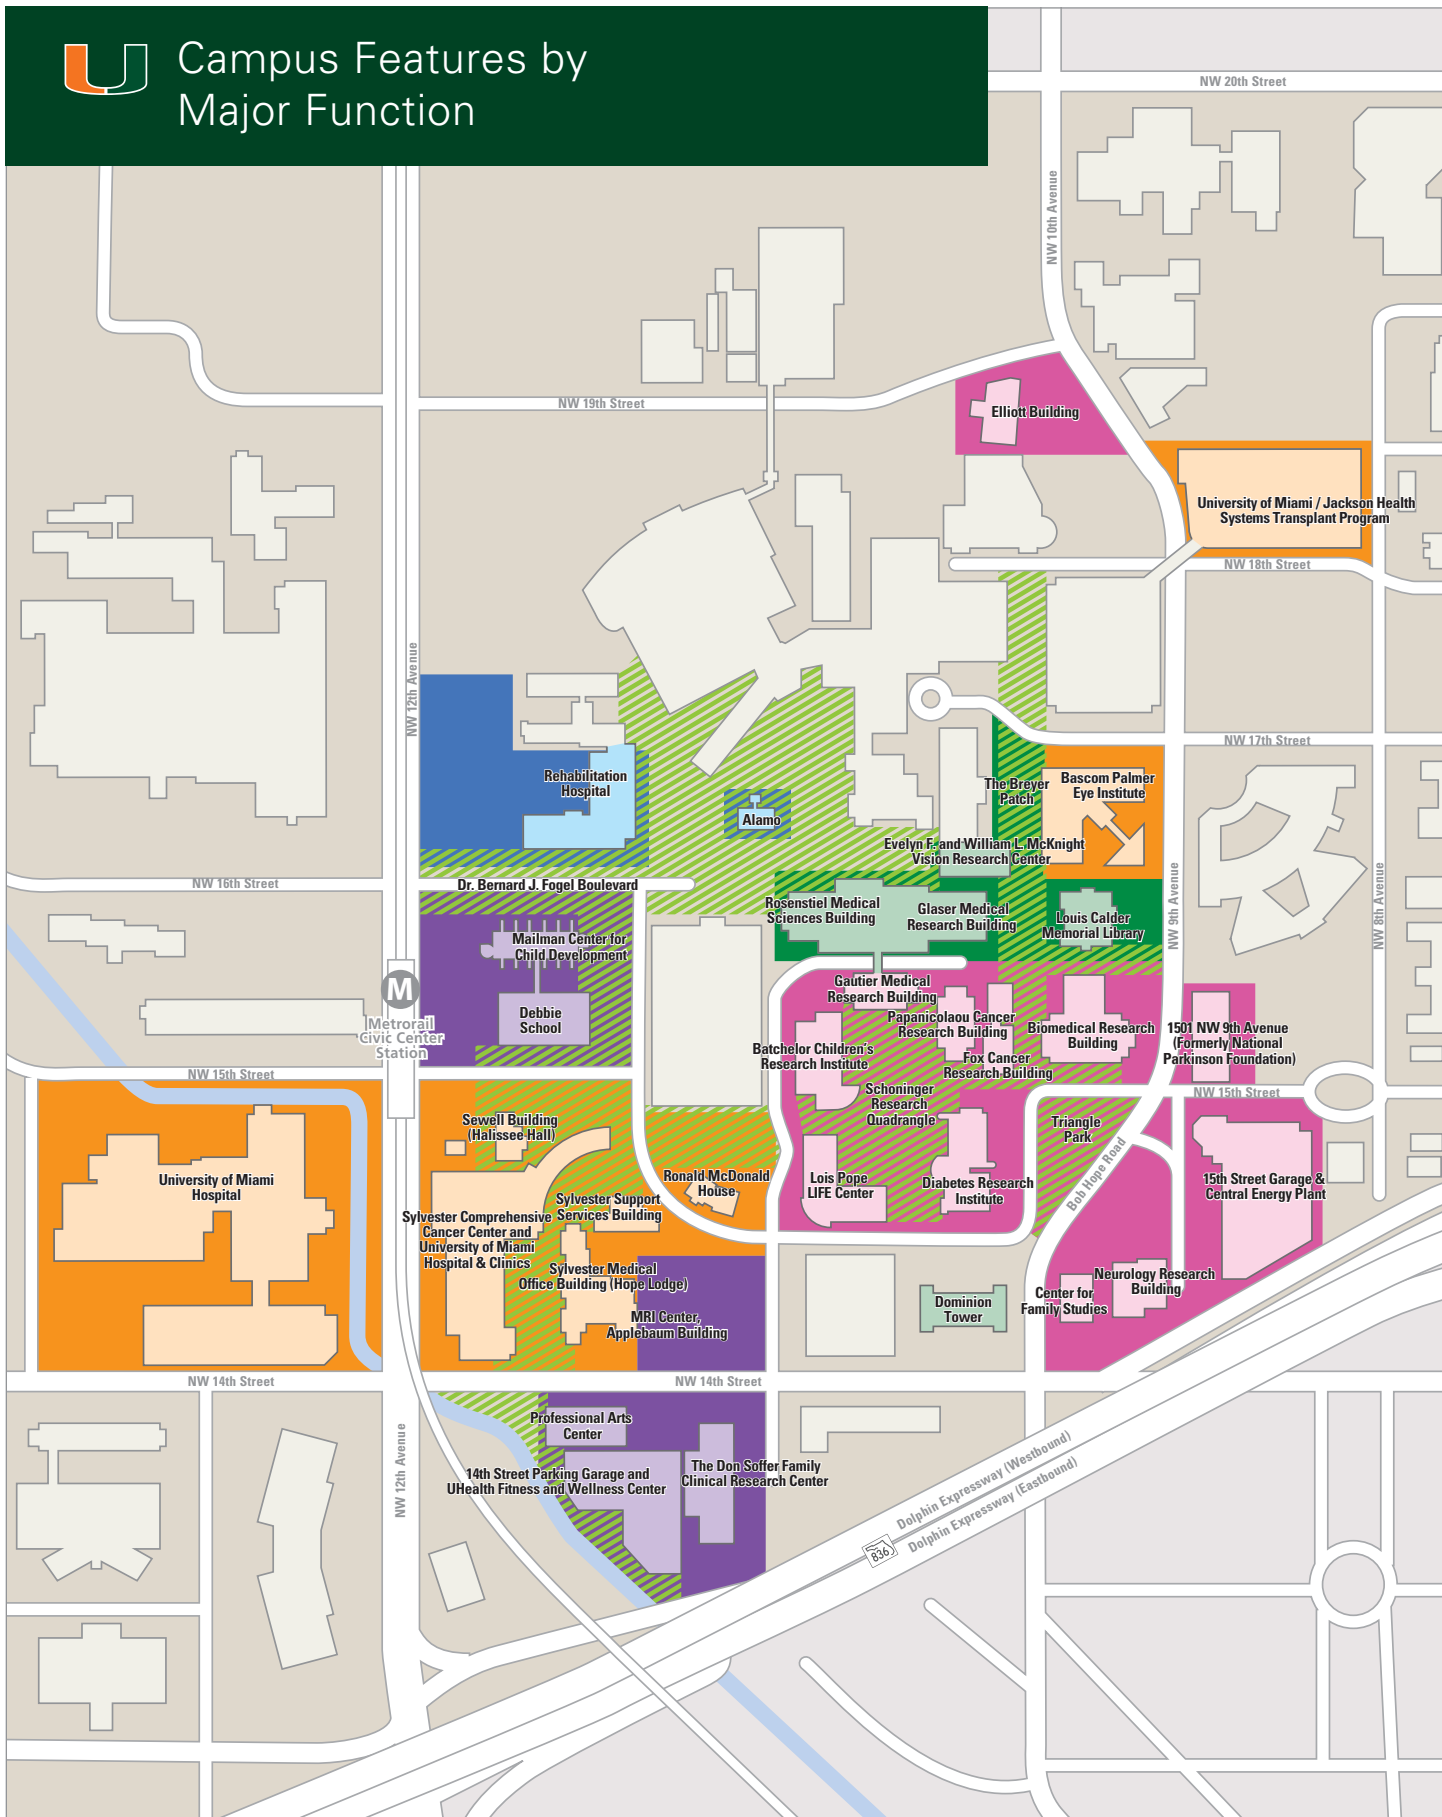 Campus Features by
Major Function
NW 20th Street
NW 10th Avenue
NW 19th Street
Elliott Building
University of Miami / Jackson Health
Systems Transplant Program
NW 18th Street
NW 12th Avenue
NW 17th Street
Rehabilitation
Hospital
Alamo
The Breyer
Patch
Bascom Palmer
Eye Institute
Evelyn F. and William L. McKnight
Vision Research Center
NW 16th Street
Dr. Bernard J. Fogel Boulevard
Rosenstiel Medical
Sciences Building
Glaser Medical
Research Building
Louis Calder
Memorial Library
NW 9th Avenue
NW 8th Avenue
Mailman Center for
Child Development
Debbie
School
M
Metrorail
Civic Center
Station
Gautier Medical
Research Building
Papanicolaou Cancer
Research Building
Biomedical Research
Building
1501 NW 9th Avenue
(Formerly National
Parkinson Foundation)
Batchelor Children's
Research Institute
Fox Cancer
Research Building
NW 15th Street
NW 15th Street
Schoninger
Research
Quadrangle
Sewell Building
(Halissee Hall)
Triangle
Park
Bob Hope Road
University of Miami
Hospital
Ronald McDonald
House
Lois Pope
LIFE Center
Diabetes Research
Institute
15th Street Garage &
Central Energy Plant
Sylvester Support
Services Building
Sylvester Comprehensive
Cancer Center and
University of Miami
Hospital & Clinics
Sylvester Medical
Office Building (Hope Lodge)
MRI Center,
Applebaum Building
Dominion
Tower
Center for
Family Studies
Neurology Research
Building
NW 14th Street
NW 14th Street
NW 12th Avenue
Professional Arts
Center
14th Street Parking Garage and
UHealth Fitness and Wellness Center
The Don Soffer Family
Clinical Research Center
Dolphin Expressway (Westbound)
Dolphin Expressway (Eastbound)
836